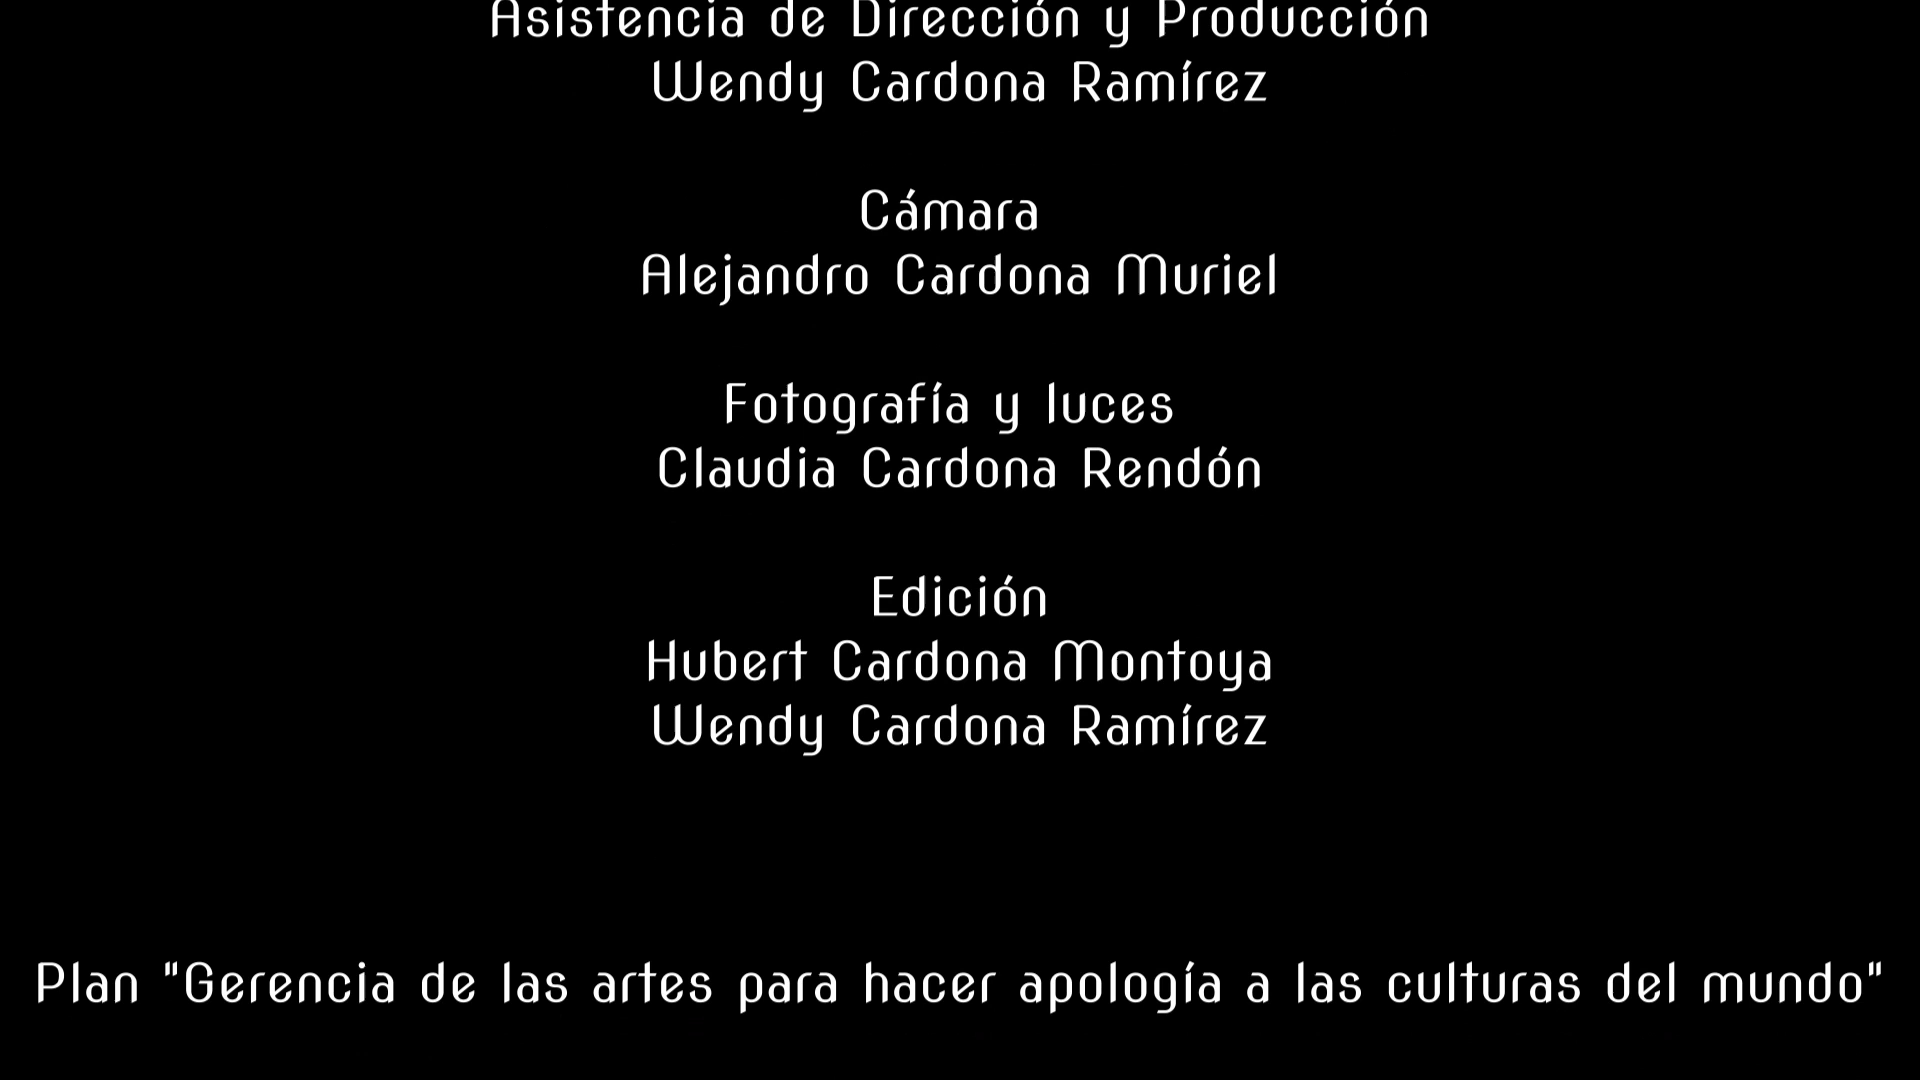 Asistencia de Dirección y Producción
Wendy Cardona Ramírez
Cámara
Alejandro Cardona Muriel
Fotografía y luces
Claudia Cardona Rendón
Edición
Hubert Cardona Montoya
Wendy Cardona Ramírez
Plan "Gerencia de las artes para hacer apología a las culturas del mundo"